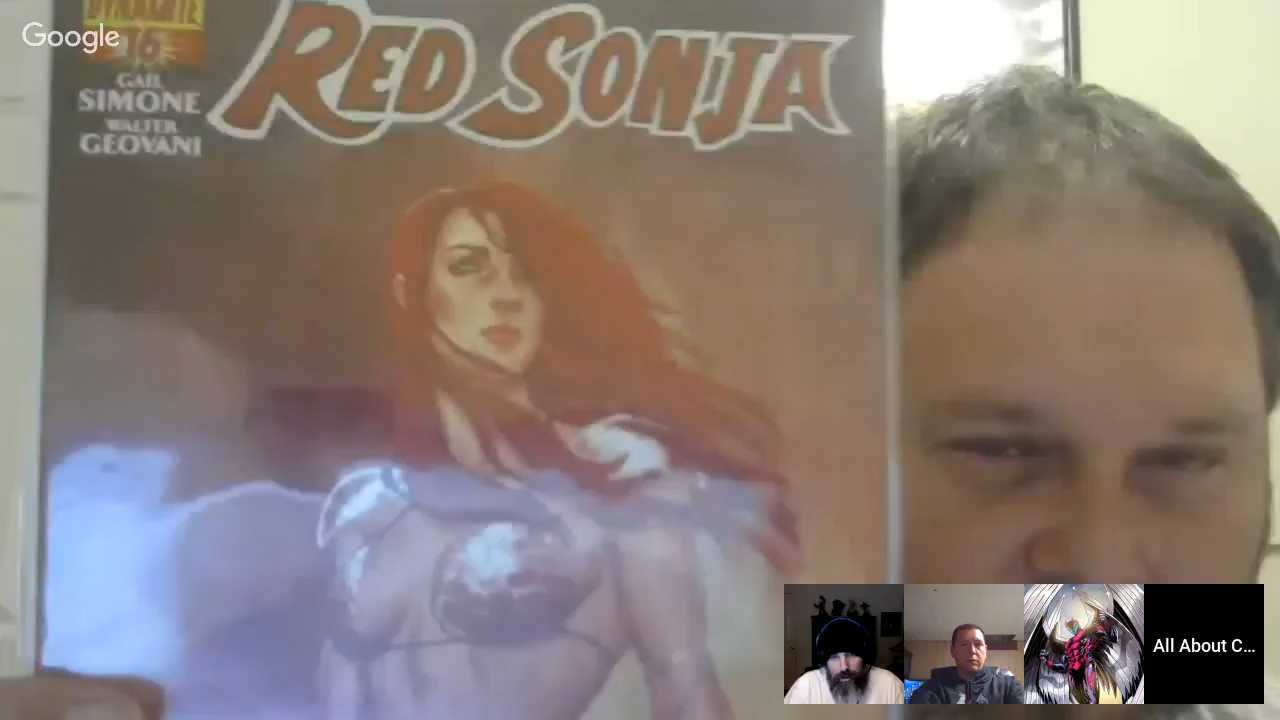 Google
DYNAMITE
16
GAIL
SIMONE
WALTER
GEOVANI
RED SONJA
All About C...